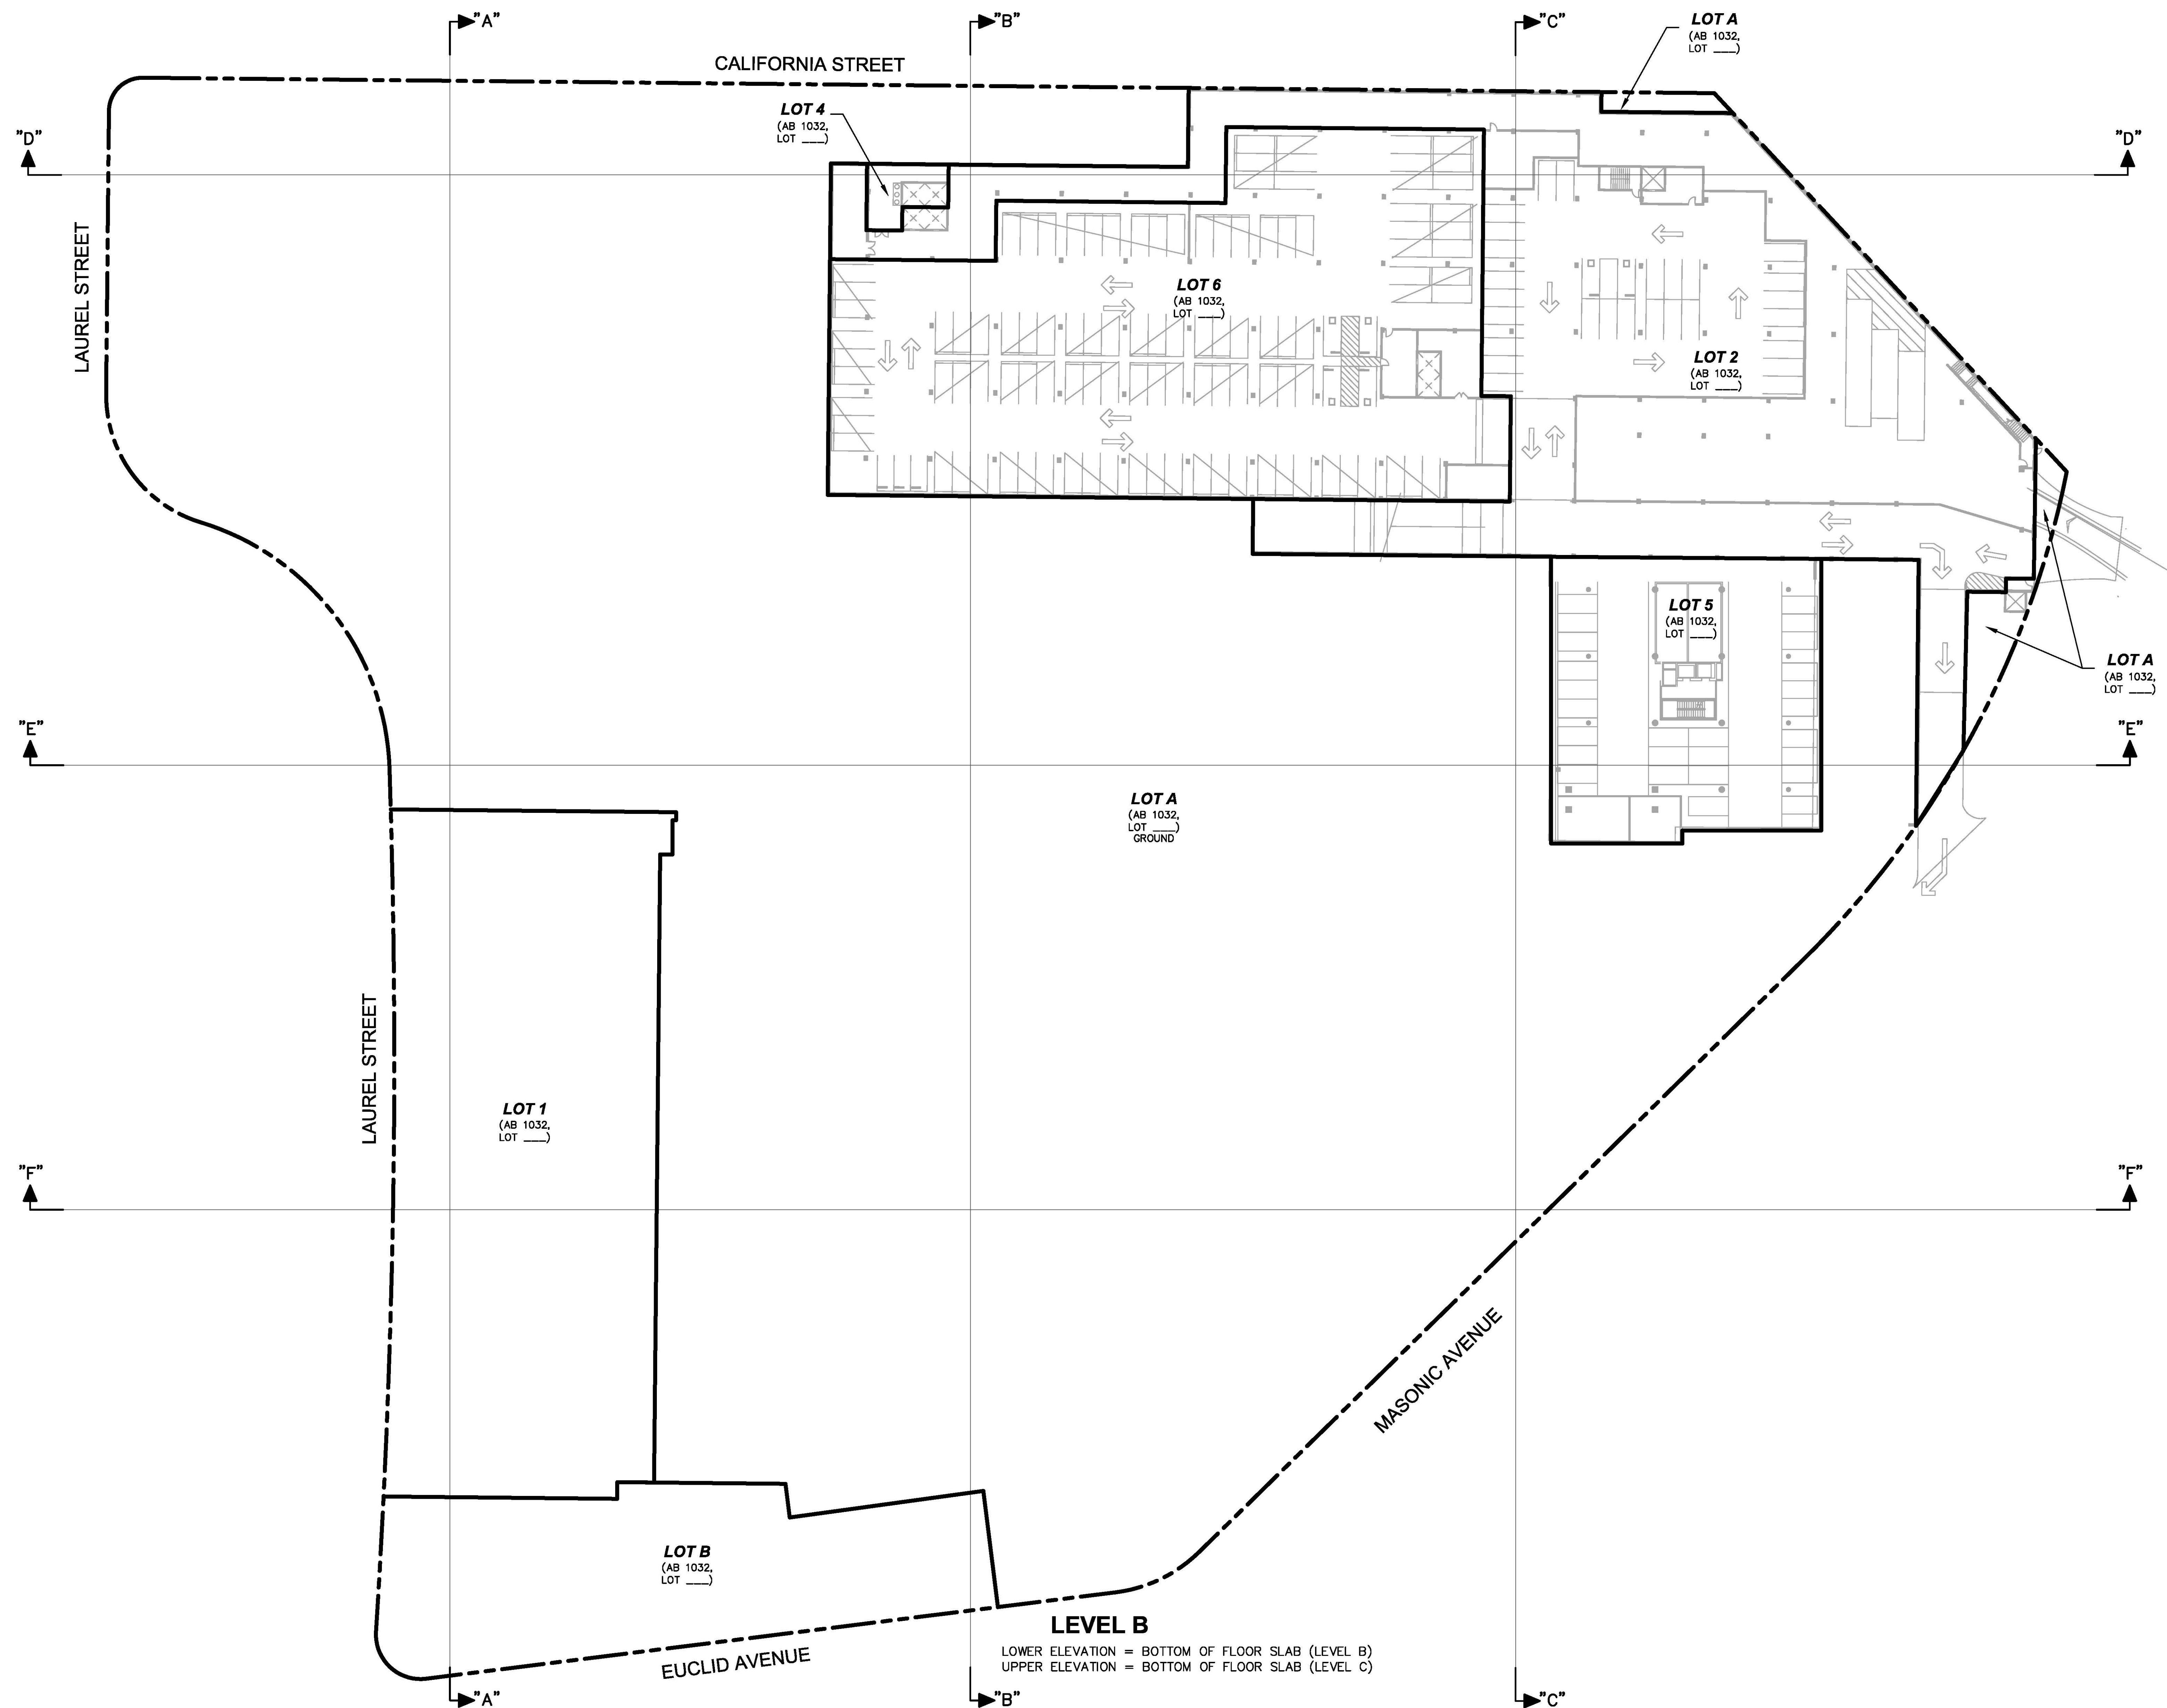 "A"
"B"
"C"
LOT A
(AB 1032,
LOT ___)
CALIFORNIA STREET
LOT 4
(AB 1032,
LOT ___)
"D"
"D"
LAUREL STREET
LOT 6
(AB 1032,
LOT ___)
LOT 2
(AB 1032,
LOT ___)
LOT 5
(AB 1032,
LOT ___)
LOT A
(AB 1032,
LOT ___)
"E"
"E"
LOT A
(AB 1032,
LOT ___)
GROUND
LAUREL STREET
LOT 1
(AB 1032,
LOT ___)
"F"
"F"
MASONIC AVENUE
LOT B
(AB 1032,
LOT ___)
EUCLID AVENUE
LEVEL B
LOWER ELEVATION = BOTTOM OF FLOOR SLAB (LEVEL B)
UPPER ELEVATION = BOTTOM OF FLOOR SLAB (LEVEL C)
"A"
"B"
"C"